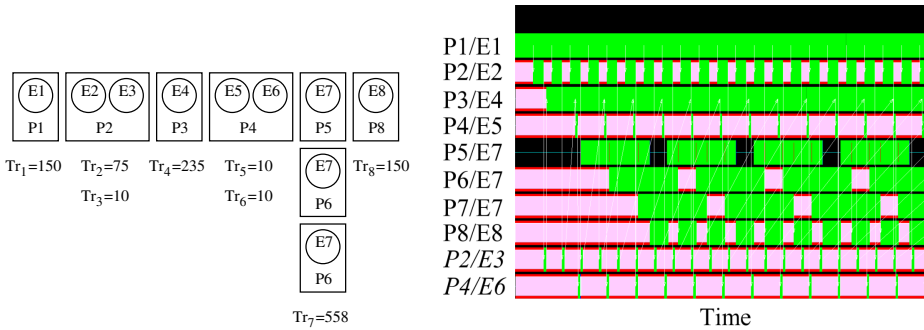 E1 E2 E3 E4 E5 E6 E7 E8
P1 P2 P3 P4 P5 P8
Tr1=150 Tr2=75 Tr4=235 Tr5=10 Tr8=150
Tr3=10 Tr6=10
E7
P6
E7
P6
Tr7=558
P1/E1
P2/E2
P3/E4
P4/E5
P5/E7
P6/E7
P7/E7
P8/E8
P2/E3
P4/E6
Time